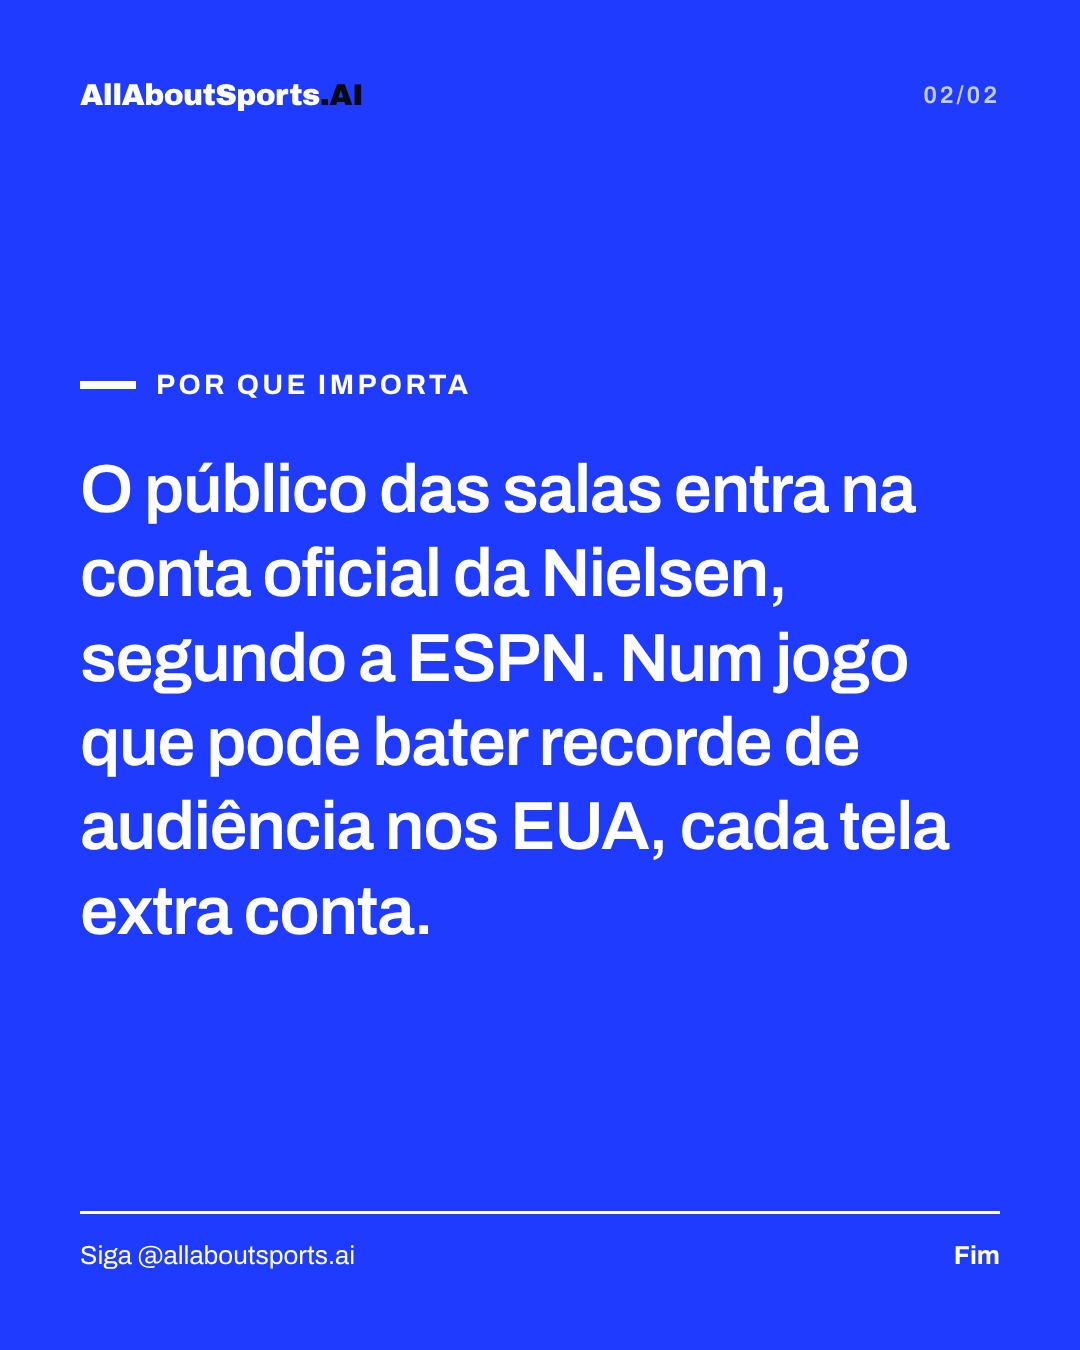 AllAboutSports.AI
02/02
POR QUE IMPORTA
O público das salas entra na
conta oficial da Nielsen,
segundo a ESPN. Num jogo
que pode bater recorde de
audiência nos EUA, cada tela
extra conta.
Siga @allaboutsports.ai
Fim